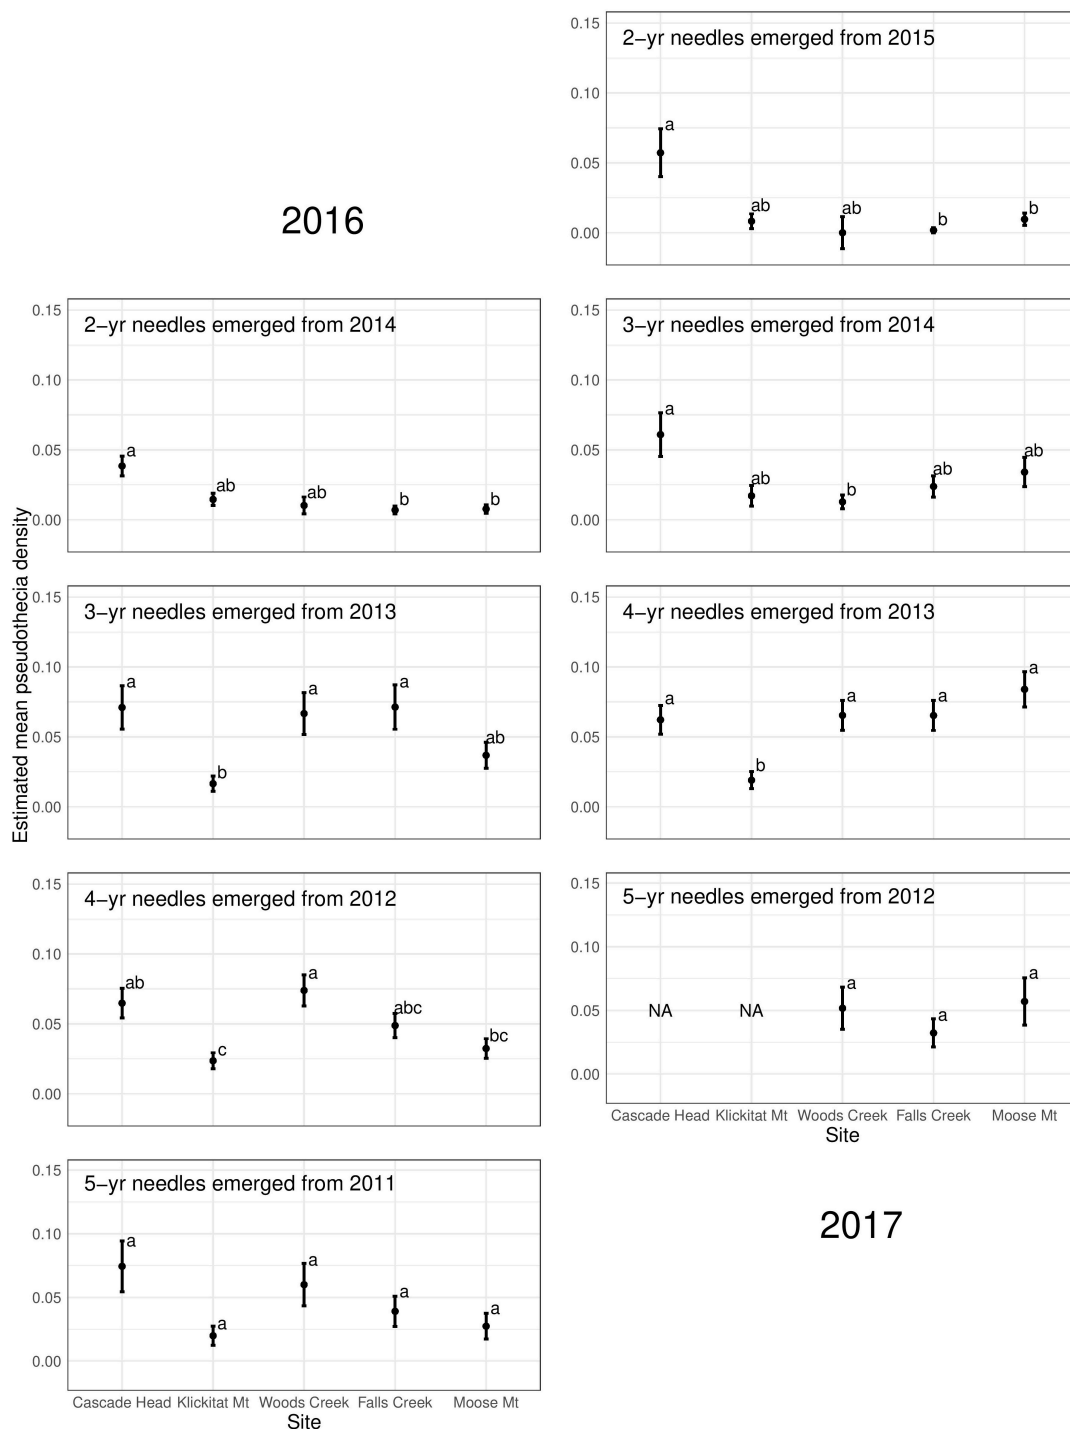 2016
Estimated mean pseudothecia density
2−yr needles emerged from 2014
0.15
0.10
0.05
0.00
a
ab
ab
b
b
3−yr needles emerged from 2013
0.15
0.10
0.05
0.00
a
b
a
a
ab
4−yr needles emerged from 2012
0.15
0.10
0.05
0.00
ab
c
a
abc
bc
5−yr needles emerged from 2011
0.15
0.10
0.05
0.00
a
a
a
a
a
Cascade Head Klickitat Mt Woods Creek Falls Creek Moose Mt
Site
2−yr needles emerged from 2015
0.15
0.10
0.05
0.00
a
ab
ab
b
b
3−yr needles emerged from 2014
0.15
0.10
0.05
0.00
a
ab
b
ab
ab
4−yr needles emerged from 2013
0.15
0.10
0.05
0.00
a
b
a
a
a
5−yr needles emerged from 2012
0.15
0.10
0.05
0.00
NA
NA
a
a
a
Cascade Head Klickitat Mt Woods Creek Falls Creek Moose Mt
Site
2017